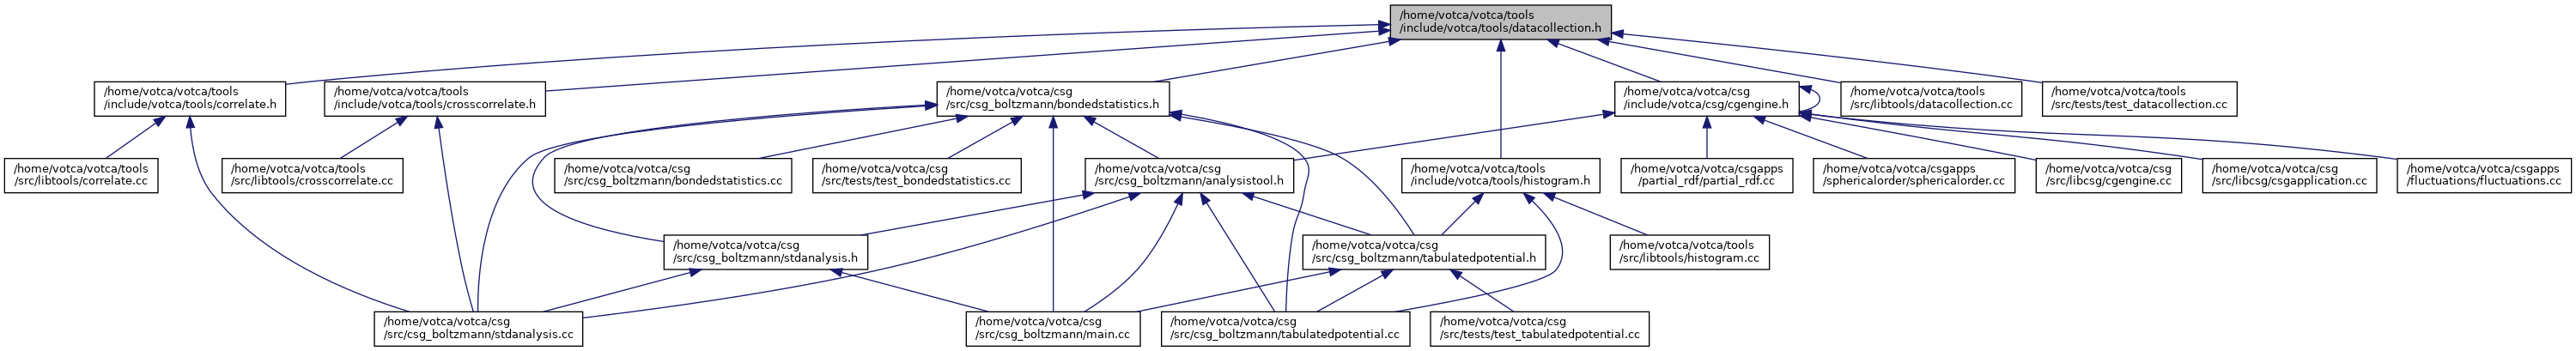 /home/votca/votca/tools
/include/votca/tools/datacollection.h
/home/votca/votca/tools
/include/votca/tools/correlate.h
/home/votca/votca/tools
/include/votca/tools/crosscorrelate.h
/home/votca/votca/csg
/src/csg_boltzmann/bondedstatistics.h
/home/votca/votca/csg
/include/votca/csg/cgengine.h
/home/votca/votca/tools
/src/libtools/datacollection.cc
/home/votca/votca/tools
/src/tests/test_datacollection.cc
/home/votca/votca/tools
/src/libtools/correlate.cc
/home/votca/votca/tools
/src/libtools/crosscorrelate.cc
/home/votca/votca/csg
/src/csg_boltzmann/bondedstatistics.cc
/home/votca/votca/csg
/src/tests/test_bondedstatistics.cc
/home/votca/votca/csg
/src/csg_boltzmann/analysistool.h
/home/votca/votca/tools
/include/votca/tools/histogram.h
/home/votca/votca/csgapps
/partial_rdf/partial_rdf.cc
/home/votca/votca/csgapps
/sphericalorder/sphericalorder.cc
/home/votca/votca/csg
/src/libcsg/cgengine.cc
/home/votca/votca/csg
/src/libcsg/csgapplication.cc
/home/votca/votca/csgapps
/fluctuations/fluctuations.cc
/home/votca/votca/csg
/src/csg_boltzmann/stdanalysis.h
/home/votca/votca/csg
/src/csg_boltzmann/tabulatedpotential.h
/home/votca/votca/tools
/src/libtools/histogram.cc
/home/votca/votca/csg
/src/csg_boltzmann/stdanalysis.cc
/home/votca/votca/csg
/src/csg_boltzmann/main.cc
/home/votca/votca/csg
/src/csg_boltzmann/tabulatedpotential.cc
/home/votca/votca/csg
/src/tests/test_tabulatedpotential.cc